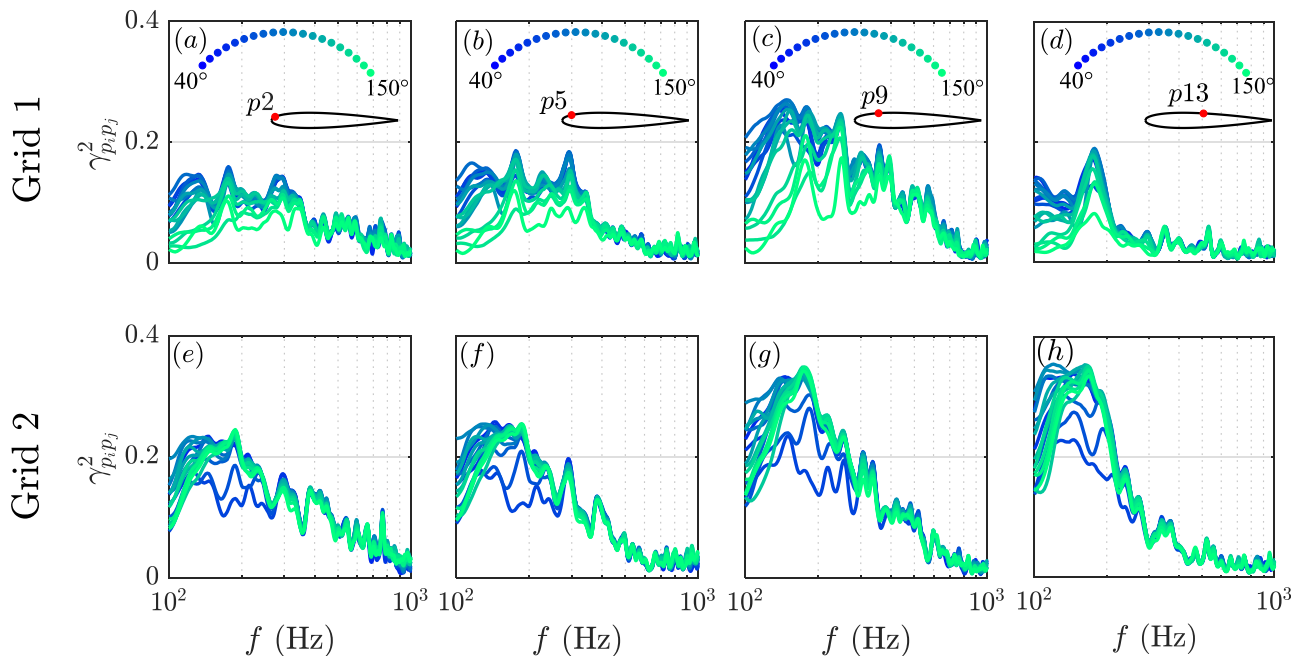 Grid 1
γ²ₚᵢₚⱼ
0.4
0.2
0
(a)
40°
150°
p2
(b)
40°
150°
p5
(c)
40°
150°
p9
(d)
40°
150°
p13
Grid 2
γ²ₚᵢₚⱼ
0.4
0.2
0
(e)
(f)
(g)
(h)
10² 10³
10² 10³
10² 10³
10² 10³
f (Hz)
f (Hz)
f (Hz)
f (Hz)